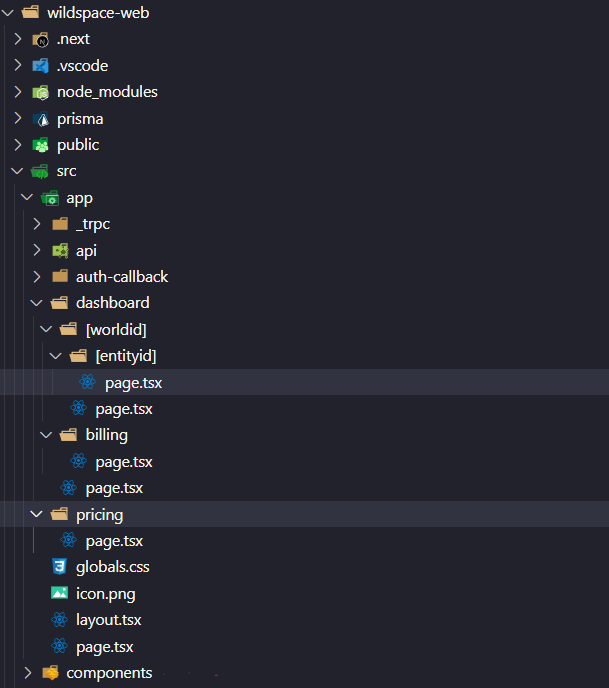 wildspace-web
.next
.vscode
node_modules
prisma
public
src
app
_trpc
api
auth-callback
dashboard
[worldid]
[entityid]
page.tsx
page.tsx
billing
page.tsx
page.tsx
pricing
page.tsx
globals.css
icon.png
layout.tsx
page.tsx
components